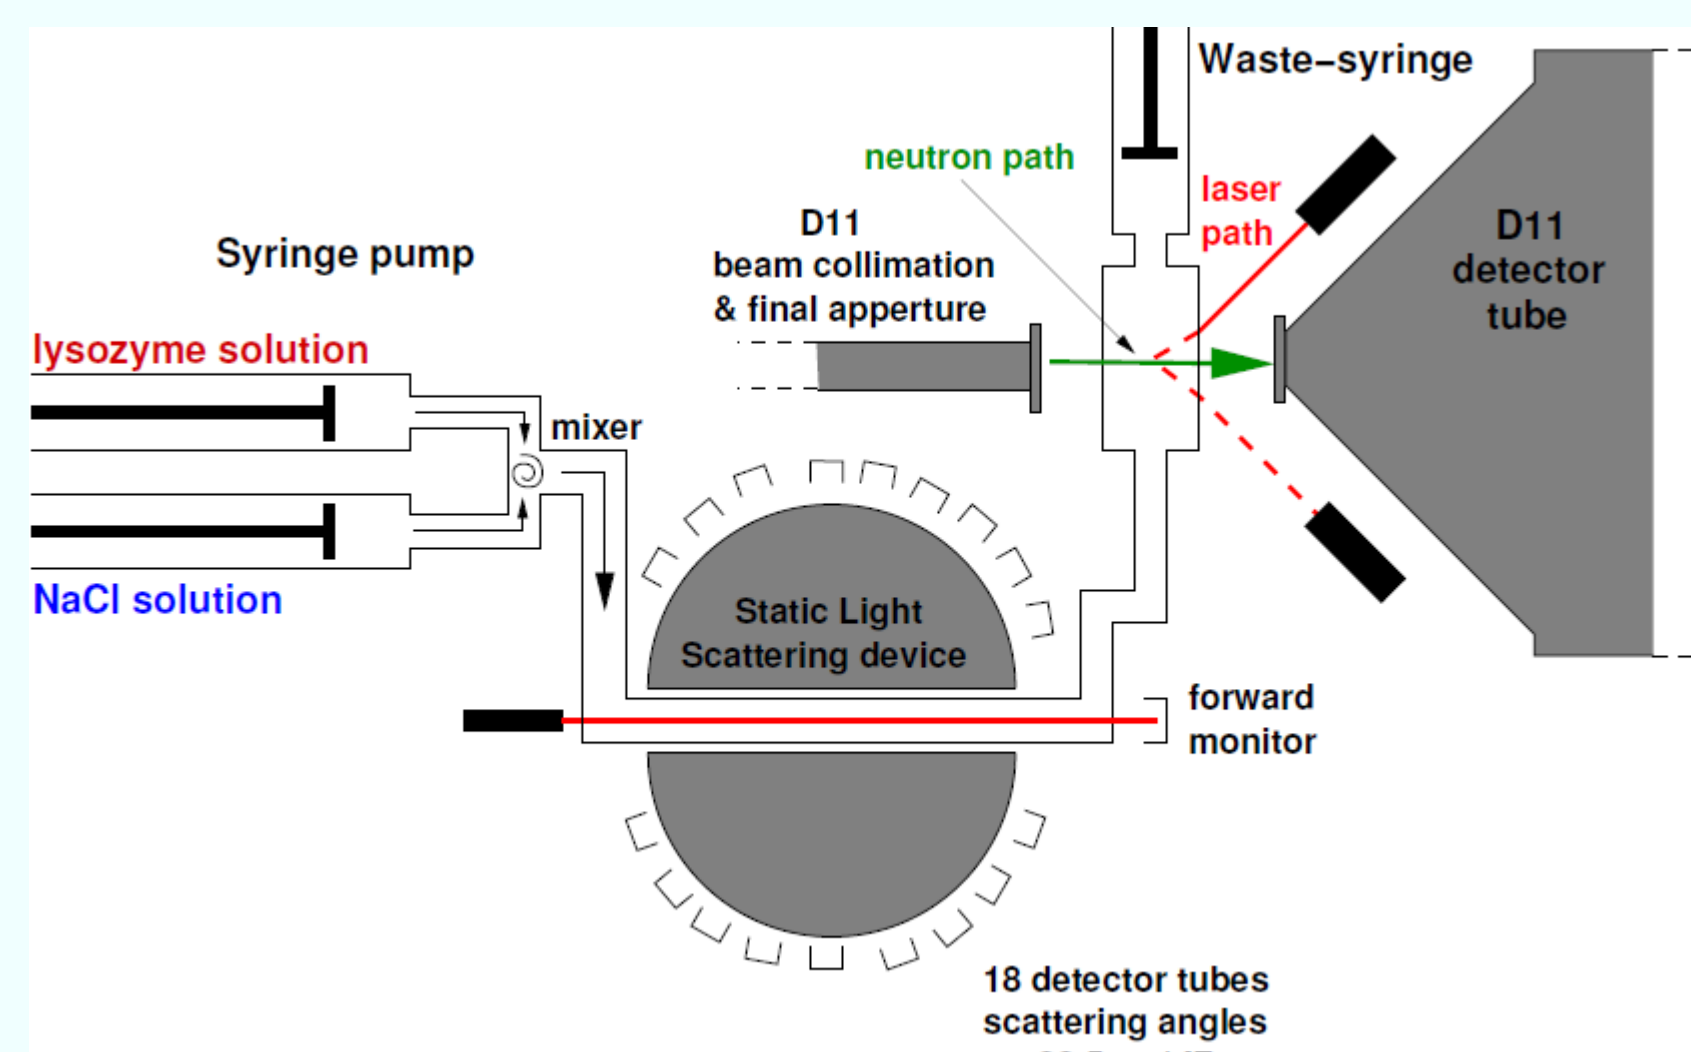 Waste–syringe
neutron path
laser
path
D11
beam collimation
& final apperture
D11
detector
tube
Syringe pump
lysozyme solution
mixer
NaCl solution
Static Light
Scattering device
forward
monitor
18 detector tubes
scattering angles